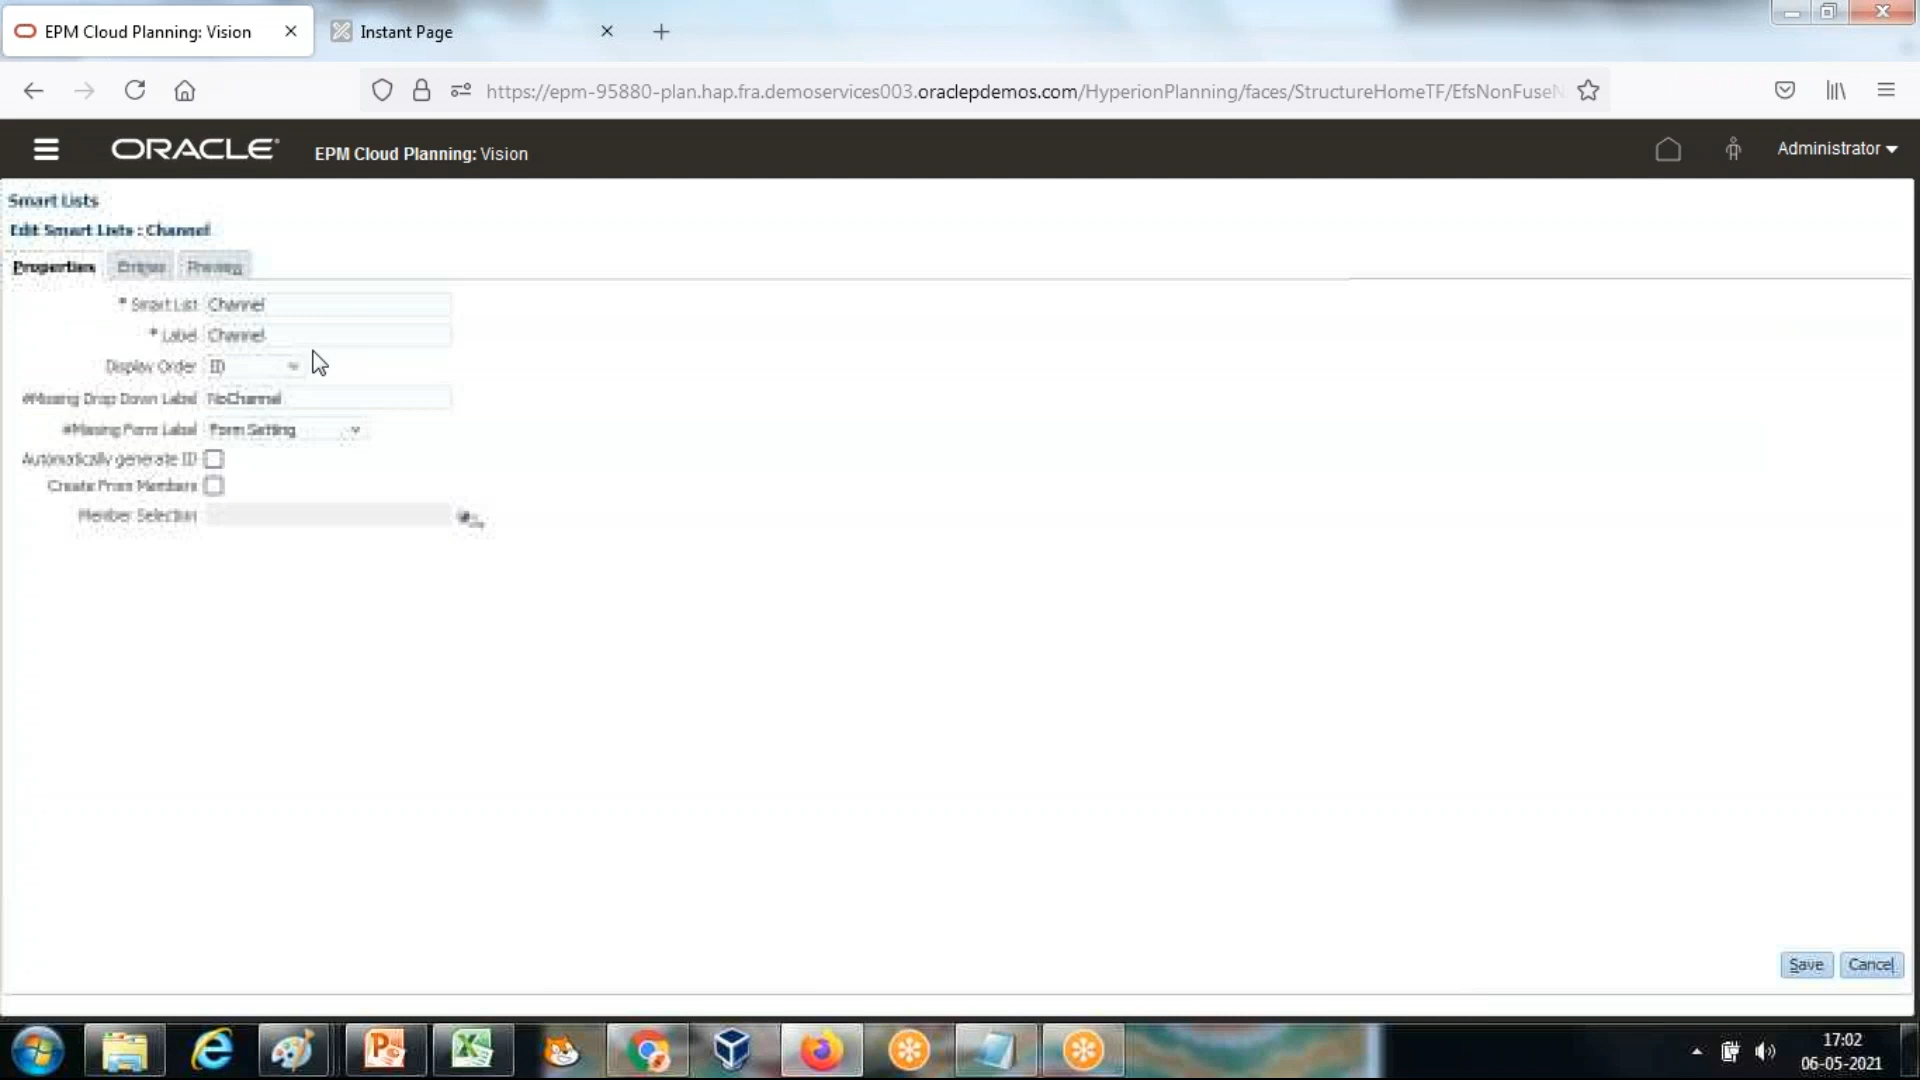 EPM Cloud Planning: Vision
Instant Page
https://epm-95880-plan.hap.fra.demoservices003.oraclepdemos.com/HyperionPlanning/faces/StructureHomeTF/EfsNonFuseN
ORACLE
EPM Cloud Planning: Vision
Administrator
Smart Lists
Edit Smart Lists : Channel
Properties Entries Preview
* Smart List Channel
* Label Channel
Display Order ID
#Missing Drop Down Label NoChannel
#Missing Form Label Form Setting
Automatically generate ID
Create From Members
Member Selection
Save Cancel
17:02
06-05-2021